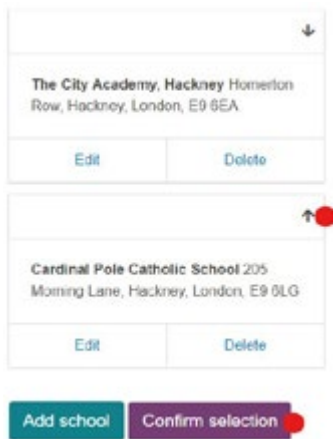 The City Academy, Hackney Homerton
Row, Hackney, London, E9 6EA
Edit Delete
Cardinal Pole Catholic School 205
Morning Lane, Hackney, London, E9 6LG
Edit Delete
Add school Confirm selection